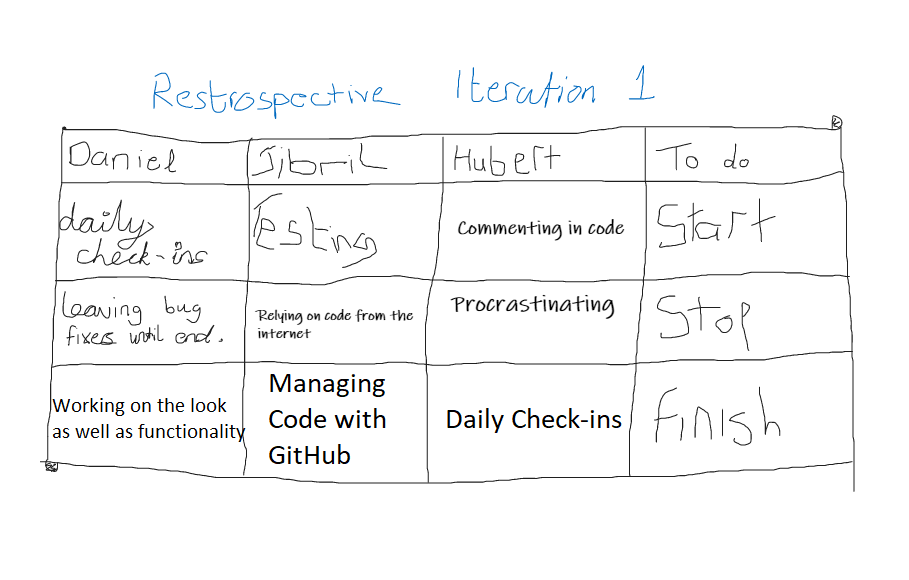 Restrospective Iteration 1
Daniel Jibril Hubert To do
daily
check-ins
Testing
Commenting in code
Start
leaving bug
fixes until end.
Relying on code from the
internet
Procrastinating
Stop
Working on the look
as well as functionality
Managing
Code with
GitHub
Daily Check-ins
Finish